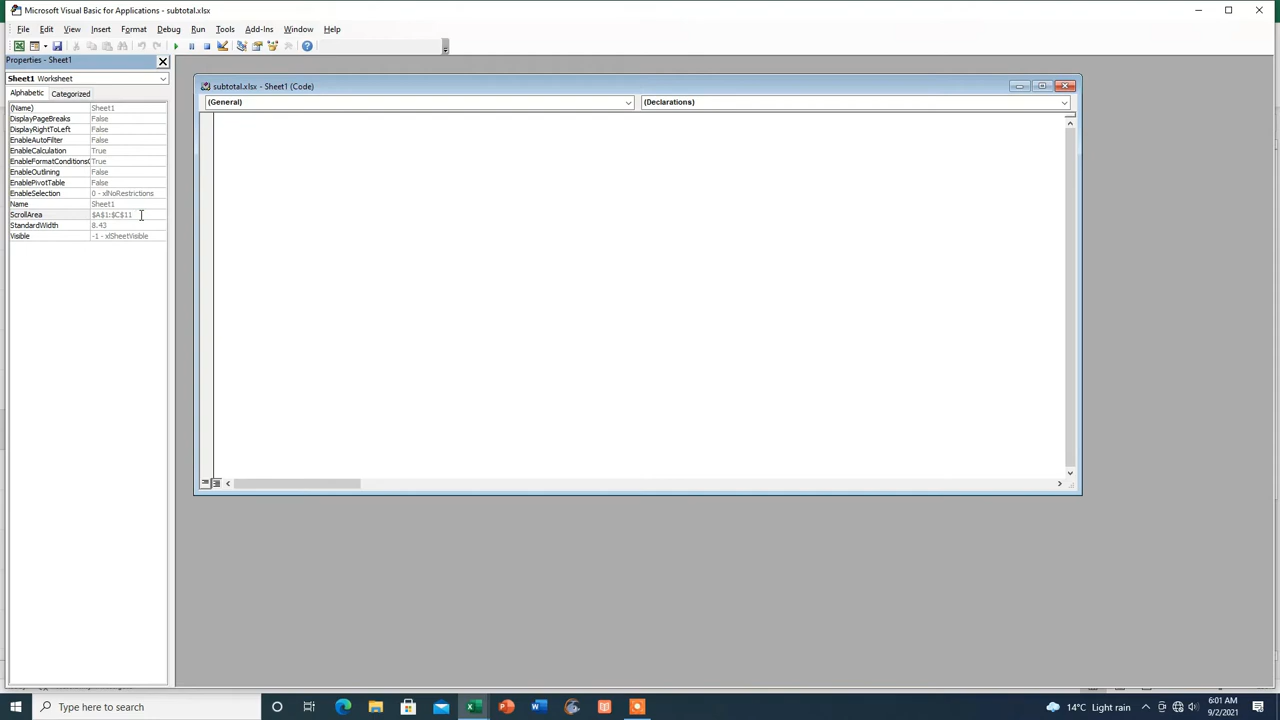 Microsoft Visual Basic for Applications - subtotal.xlsx
File Edit View Insert Format Debug Run Tools Add-Ins Window Help
Properties - Sheet1
Sheet1 Worksheet
Alphabetic Categorized
(Name) Sheet1
DisplayPageBreaks False
DisplayRightToLeft False
EnableAutoFilter False
EnableCalculation True
EnableFormatConditionsC True
EnableOutlining False
EnablePivotTable False
EnableSelection 0 - xlNoRestrictions
Name Sheet1
ScrollArea $A$1:$C$11
StandardWidth 8.43
Visible -1 - xlSheetVisible
subtotal.xlsx - Sheet1 (Code)
(General) (Declarations)
Type here to search
14°C Light rain
6:01 AM
9/2/2021